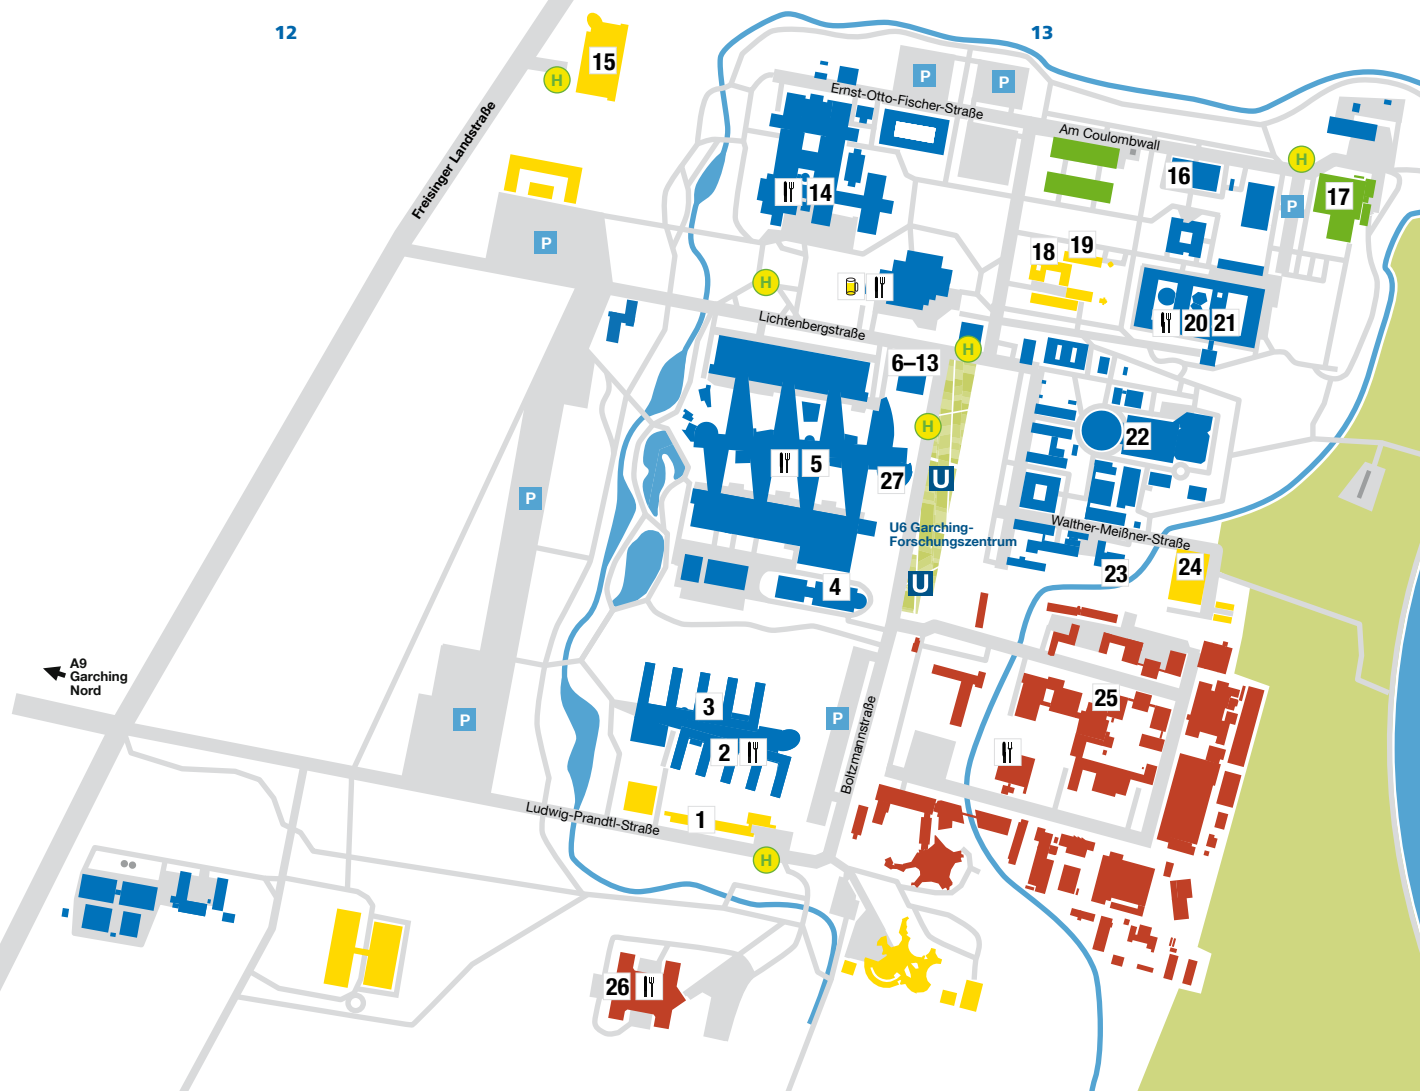 12
13
15
H
P
P
Ernst-Otto-Fischer-Straße
Am Coulombwall
H
Freisinger Landstraße
16
14
17
P
P
18
19
H
Lichtenbergstraße
20
21
6–13
H
H
22
5
27
U
P
U6 Garching-
Forschungszentrum
Walther-Meißner-Straße
24
23
U
4
A9
Garching
Nord
3
25
P
P
2
Boltzmannstraße
Ludwig-Prandtl-Straße
1
H
26